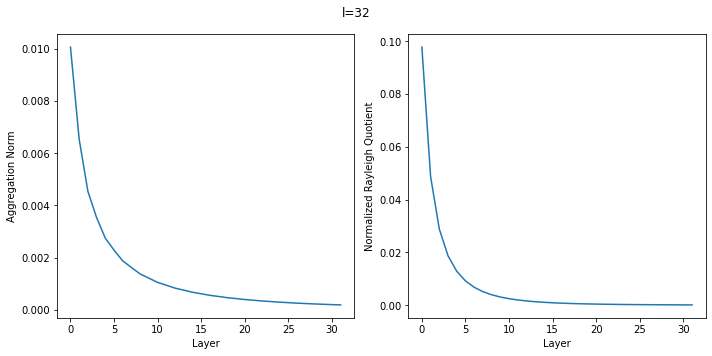 l=32
Aggregation Norm
0.010
0.008
0.006
0.004
0.002
0.000
0 5 10 15 20 25 30
Layer
Normalized Rayleigh Quotient
0.10
0.08
0.06
0.04
0.02
0.00
0 5 10 15 20 25 30
Layer